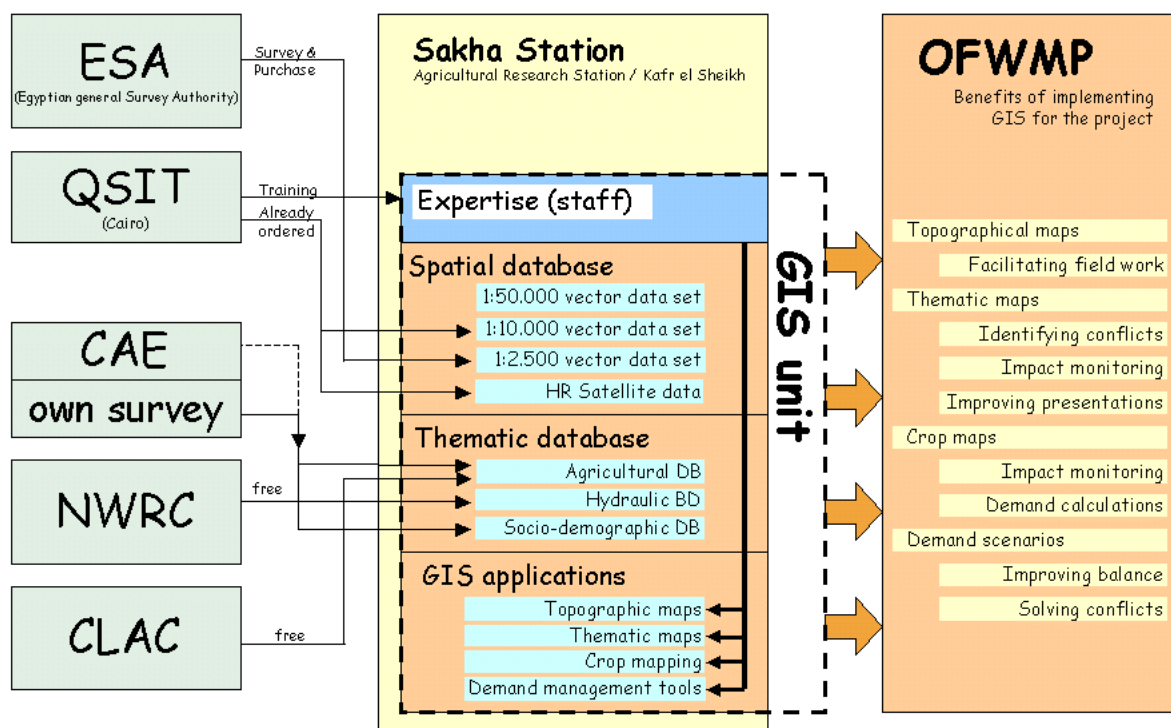 ESA
(Egyptian general Survey Authority)
Survey &
Purchase
QSIT
(Cairo)
Training
Already
ordered
CAE
own survey
NWRC
free
CLAC
free
Sakha Station
Agricultural Research Station / Kafr el Sheikh
Expertise (staff)
Spatial database
1:50.000 vector data set
1:10.000 vector data set
1:2.500 vector data set
HR Satellite data
Thematic database
Agricultural DB
Hydraulic BD
Socio-demographic DB
GIS applications
Topographic maps
Thematic maps
Crop mapping
Demand management tools
GIS unit
OFWMP
Benefits of implementing
GIS for the project
Topographical maps
Facilitating field work
Thematic maps
Identifying conflicts
Impact monitoring
Improving presentations
Crop maps
Impact monitoring
Demand calculations
Demand scenarios
Improving balance
Solving conflicts